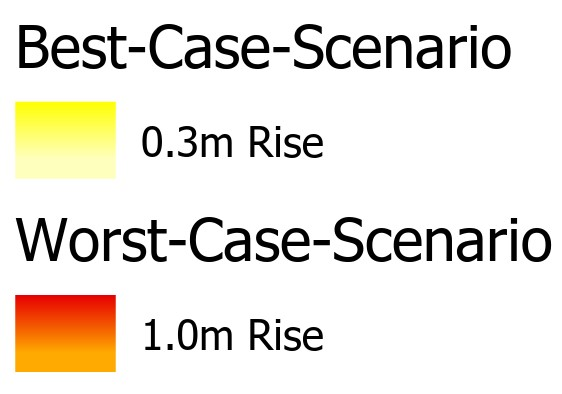 Best-Case-Scenario
0.3m Rise
Worst-Case-Scenario
1.0m Rise